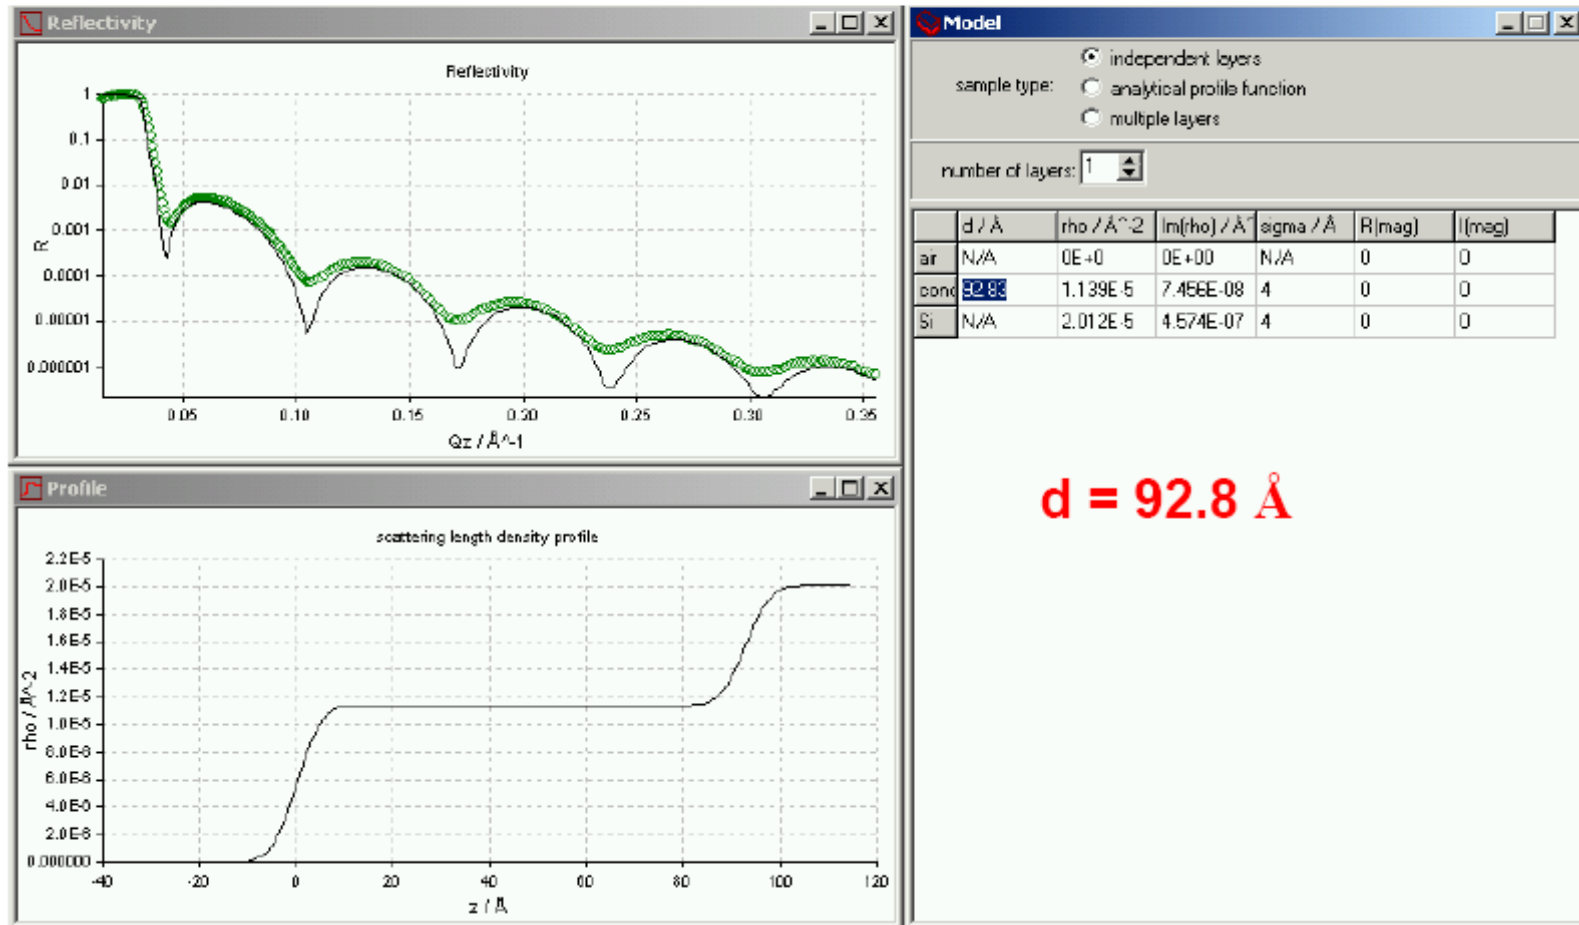 Reflectivity
Reflectivity
1
0.1
0.01
0.001
0.0001
0.00001
0.000001
R
0.05 0.10 0.15 0.20 0.25 0.30 0.35
Qz / Å^-1
Profile
scattering length density profile
2.2E-5
2.0E-5
1.8E-5
1.6E-5
1.4E-5
1.2E-5
1.0E-5
8.0E-6
6.0E-6
4.0E-6
2.0E-6
0.000000
rho / Å^-2
-40 -20 0 20 40 60 80 100 120
z / Å
Model
sample type:
independent layers
analytical profile function
multiple layers
number of layers: 1
d / Å rho / Å^-2 Im(rho) / Å^ sigma / Å R(mag) I(mag)
air N/A 0E+0 0E+00 N/A 0 0
conc 92.83 1.139E-5 7.456E-08 4 0 0
Si N/A 2.012E-5 4.574E-07 4 0 0
d = 92.8 Å